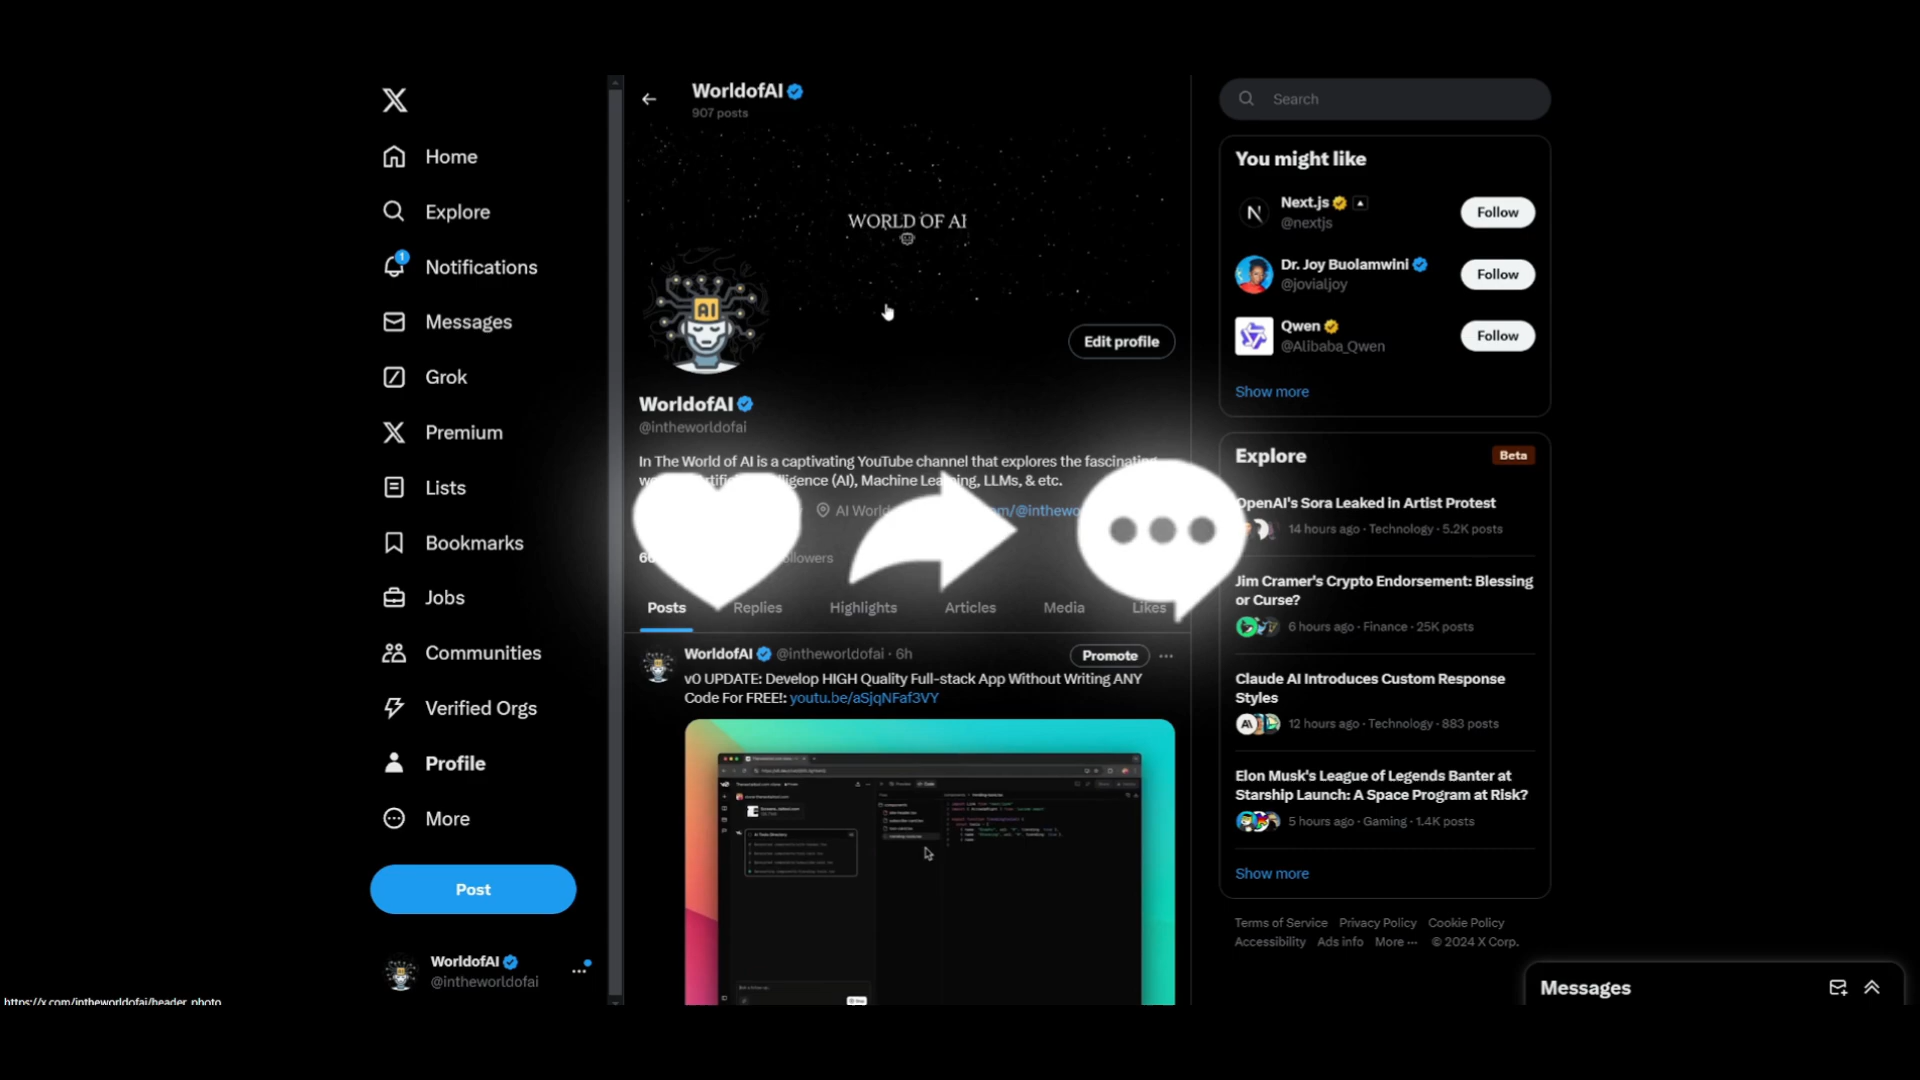 WorldofAI
907 posts
Home
Explore
Notifications
1
Messages
Grok
Premium
Lists
Bookmarks
Jobs
Communities
Verified Orgs
Profile
More
Post
WorldofAI
@intheworldofai
https://x.com/intheworldofai/header_photo
WORLD OF AI
AI
Edit profile
WorldofAI
@intheworldofai
In The World of AI is a captivating YouTube channel that explores the fascinating
(AI), Machine Learning, LLMs, & etc.
AI World
Posts
Replies
Highlights
Articles
Media
Likes
WorldofAI @intheworldofai · 6h
Promote
v0 UPDATE: Develop HIGH Quality Full-stack App Without Writing ANY
Code For FREE!: youtu.be/aSjqNFaf3VY
Search
You might like
Next.js
@nextjs
Follow
Dr. Joy Buolamwini
@jovialjoy
Follow
Qwen
@Alibaba_Qwen
Follow
Show more
Explore
Beta
OpenAI's Sora Leaked in Artist Protest
14 hours ago · Technology · 5.2K posts
Jim Cramer's Crypto Endorsement: Blessing
or Curse?
6 hours ago · Finance · 25K posts
Claude AI Introduces Custom Response
Styles
12 hours ago · Technology · 883 posts
Elon Musk's League of Legends Banter at
Starship Launch: A Space Program at Risk?
5 hours ago · Gaming · 1.4K posts
Show more
Terms of Service Privacy Policy Cookie Policy
Accessibility Ads info More ··· © 2024 X Corp.
Messages